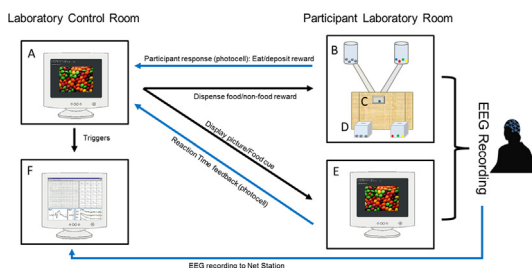 Laboratory Control Room
Participant Laboratory Room
A
B
Participant response (photocell): Eat/deposit reward
Dispense food/non-food reward
C
D
Display picture/Food cue
Reaction Time feedback (photocell)
Triggers
F
E
EEG Recording
EEG recording to Net Station